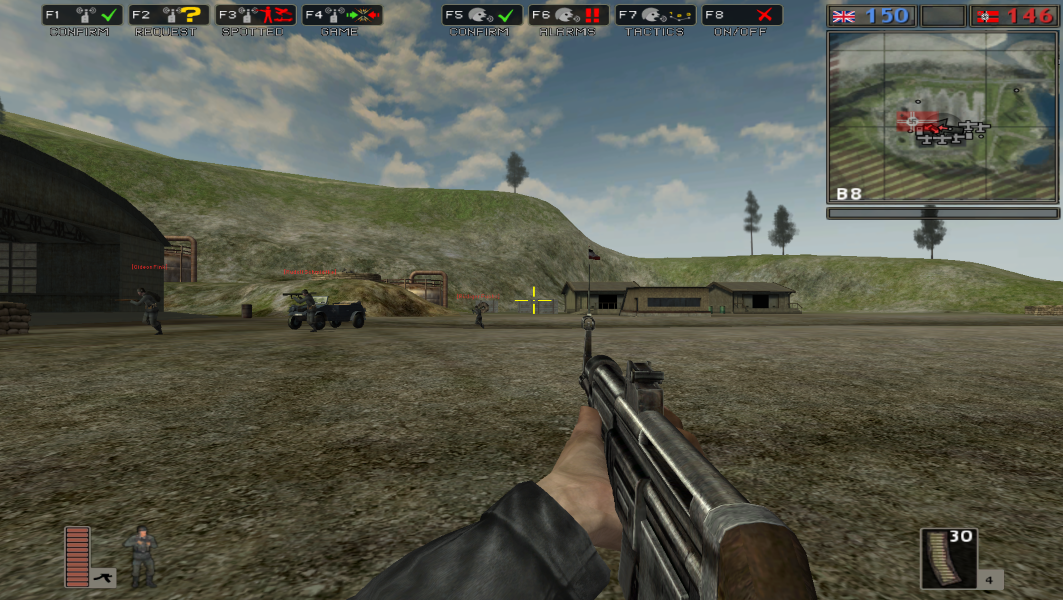 F1 F2 F3 F4 F5 F6 F7 F8
CONFIRM REQUEST SPOTTED GAME CONFIRM ALARMS TACTICS ON/OFF
150 146
B8
30
4